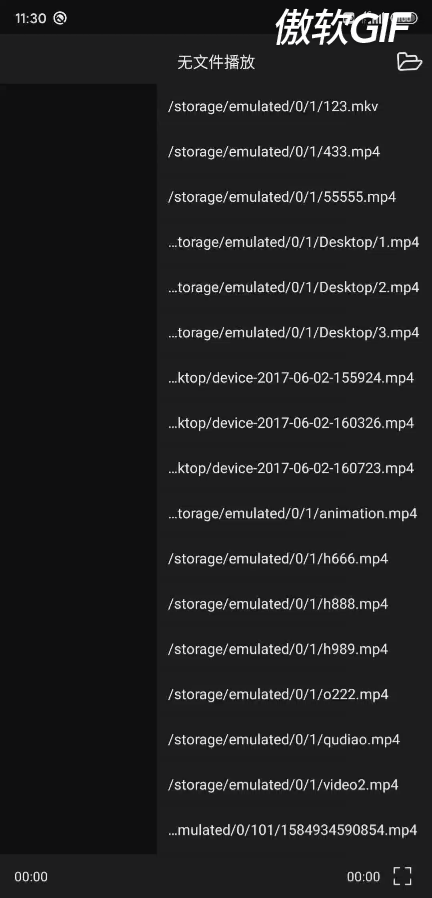 11:30
傲软GIF
无文件播放
/storage/emulated/0/1/123.mkv
/storage/emulated/0/1/433.mp4
/storage/emulated/0/1/55555.mp4
...torage/emulated/0/1/Desktop/1.mp4
...torage/emulated/0/1/Desktop/2.mp4
...torage/emulated/0/1/Desktop/3.mp4
...ktop/device-2017-06-02-155924.mp4
...ktop/device-2017-06-02-160326.mp4
...ktop/device-2017-06-02-160723.mp4
...torage/emulated/0/1/animation.mp4
/storage/emulated/0/1/h666.mp4
/storage/emulated/0/1/h888.mp4
/storage/emulated/0/1/h989.mp4
/storage/emulated/0/1/o222.mp4
/storage/emulated/0/1/qudiao.mp4
/storage/emulated/0/1/video2.mp4
...mulated/0/101/1584934590854.mp4
00:00
00:00